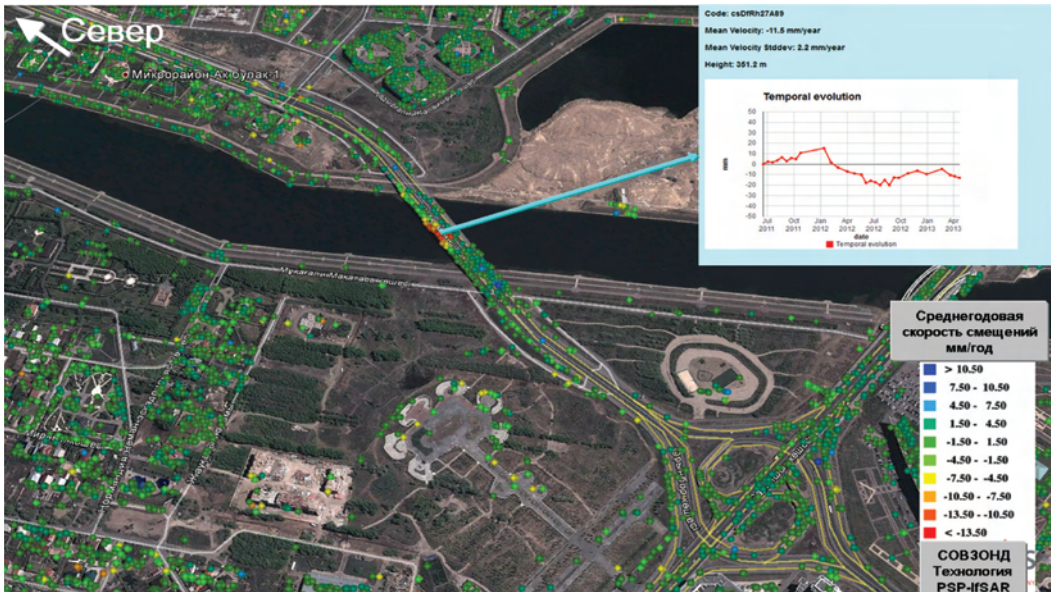 Север
Микрорайон Ак булак-1
Code: csDfRh27A89
Mean Velocity: -11.5 mm/year
Mean Velocity Stddev: 2.2 mm/year
Height: 351.2 m
Temporal evolution
50
40
30
20
10
0
-10
-20
-30
-40
-50
mm
Jul 2011
Oct 2011
Jan 2012
Apr 2012
Jul 2012
Oct 2012
Jan 2013
Apr 2013
date
Temporal evolution
Среднегодовая
скорость смещений
мм/год
> 10.50
7.50 - 10.50
4.50 - 7.50
1.50 - 4.50
-1.50 - 1.50
-4.50 - -1.50
-7.50 - -4.50
-10.50 - -7.50
-13.50 - -10.50
< -13.50
СОВЗОНД
Технология
PSP-IfSAR